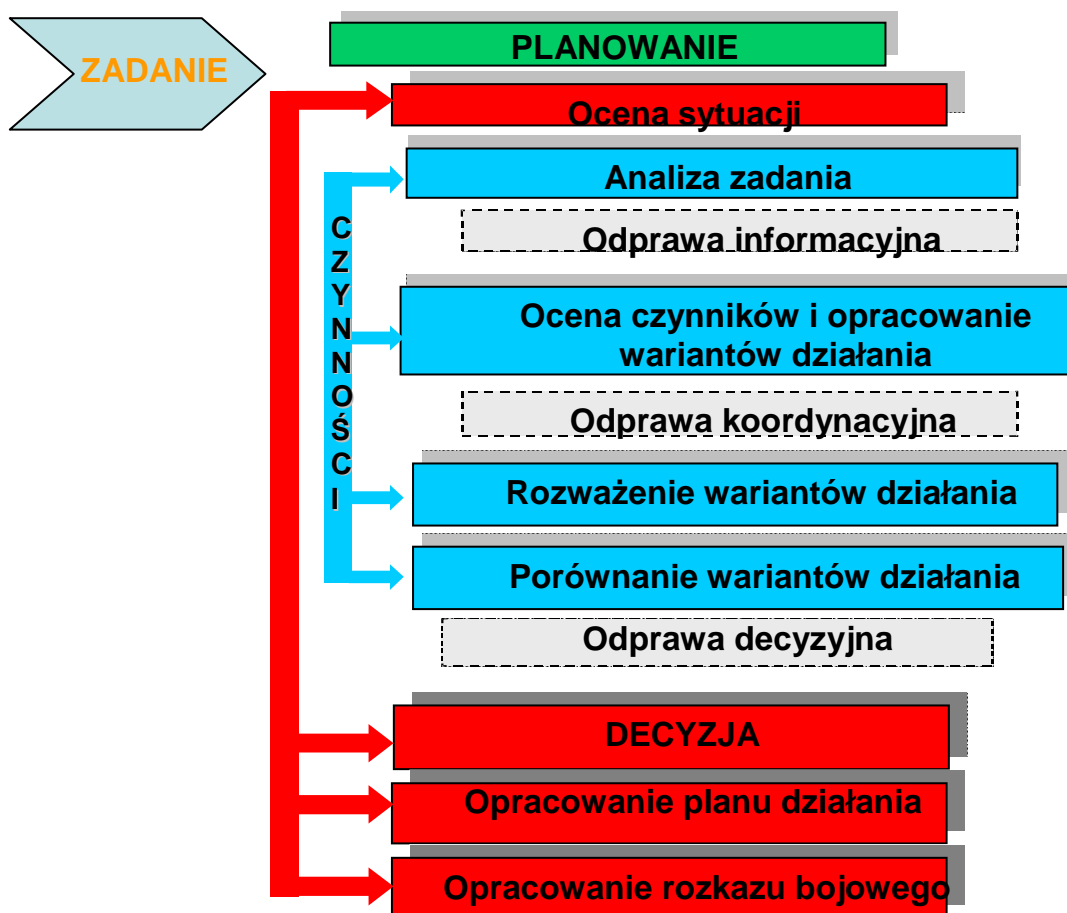 ZADANIE
PLANOWANIE
Ocena sytuacji
CZYNNOŚCI
Analiza zadania
Odprawa informacyjna
Ocena czynników i opracowanie
wariantów działania
Odprawa koordynacyjna
Rozważenie wariantów działania
Porównanie wariantów działania
Odprawa decyzyjna
DECYZJA
Opracowanie planu działania
Opracowanie rozkazu bojowego